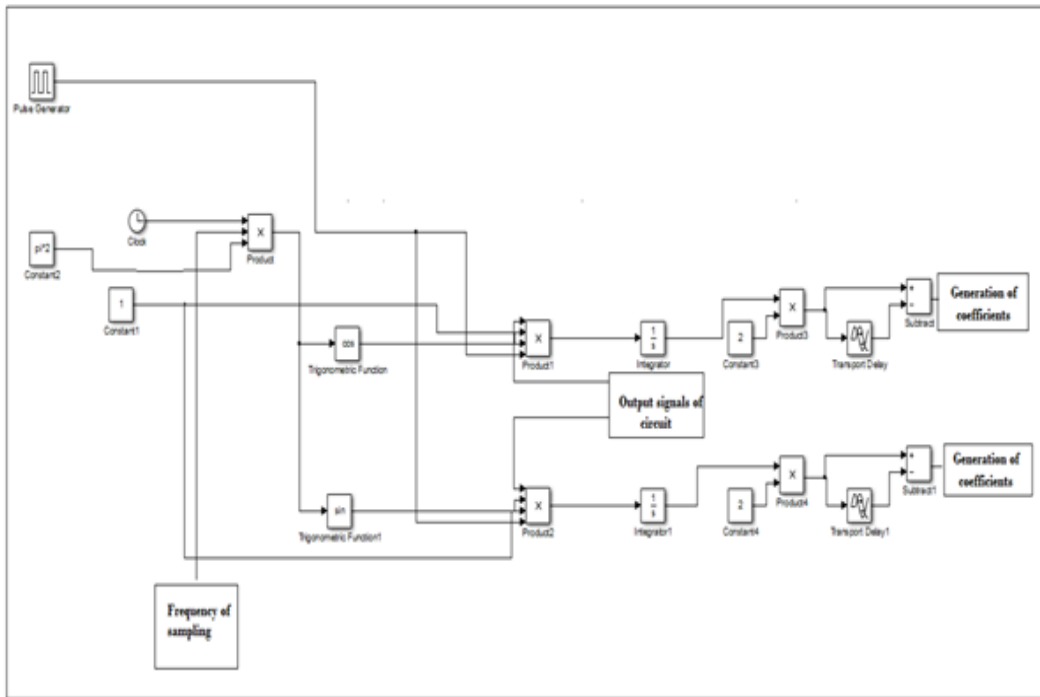 Pulse Generator
Clock
pi*2
Constant2
X
Product
1
Constant1
cos
Trigonometric Function
X
Product1
1
s
Integrator
2
Constant3
X
Product3
Transport Delay
+
−
Subtract
Generation of
coefficients
Output signals of
circuit
sin
Trigonometric Function1
X
Product2
1
s
Integrator1
2
Constant4
X
Product4
Transport Delay1
+
−
Subtract1
Generation of
coefficients
Frequency of
sampling